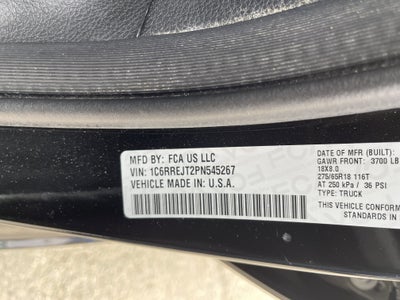 MFD BY: FCA US LLC
VIN: 1C6RREJT2PN545267
VEHICLE MADE IN U.S.A.
DATE OF MFR (BUILT):
GAWR FRONT: 3700 LB
18X8.0
275/65R18 116T
AT 250 kPa / 36 PSI
TYPE: TRUCK
THIS VEHICLE CONFORM
STANDARDS IN